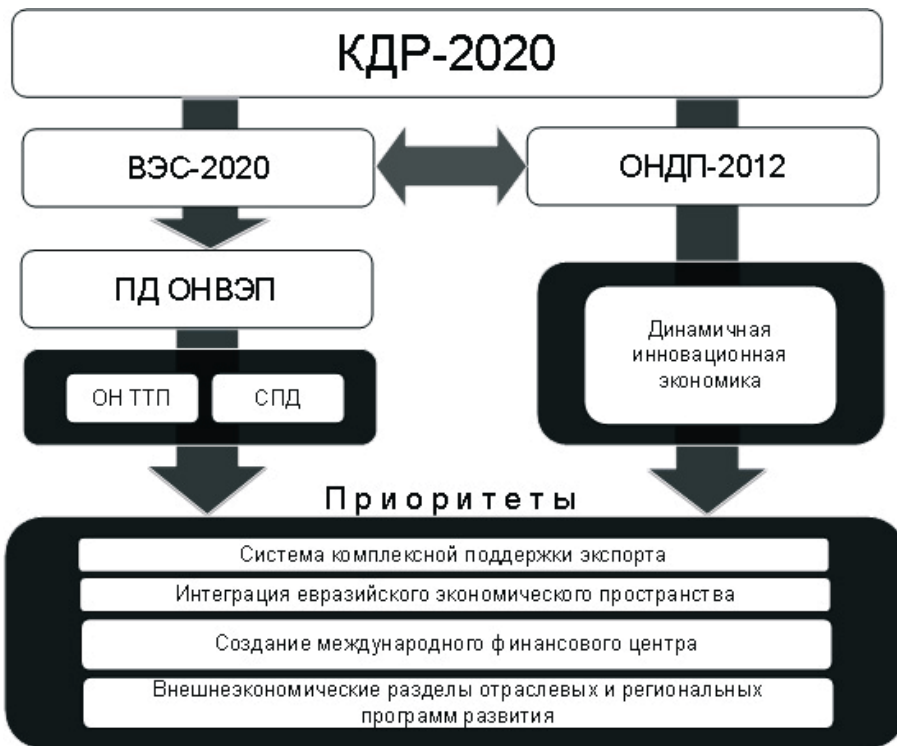 КДР-2020
ВЭС-2020
ОНДП-2012
ПД ОНВЭП
Динамичная
инновационная
экономика
ОН ТТП
СПД
Приоритеты
Система комплексной поддержки экспорта
Интеграция евразийского экономического пространства
Создание международного финансового центра
Внешнеэкономические разделы отраслевых и региональных
программ развития